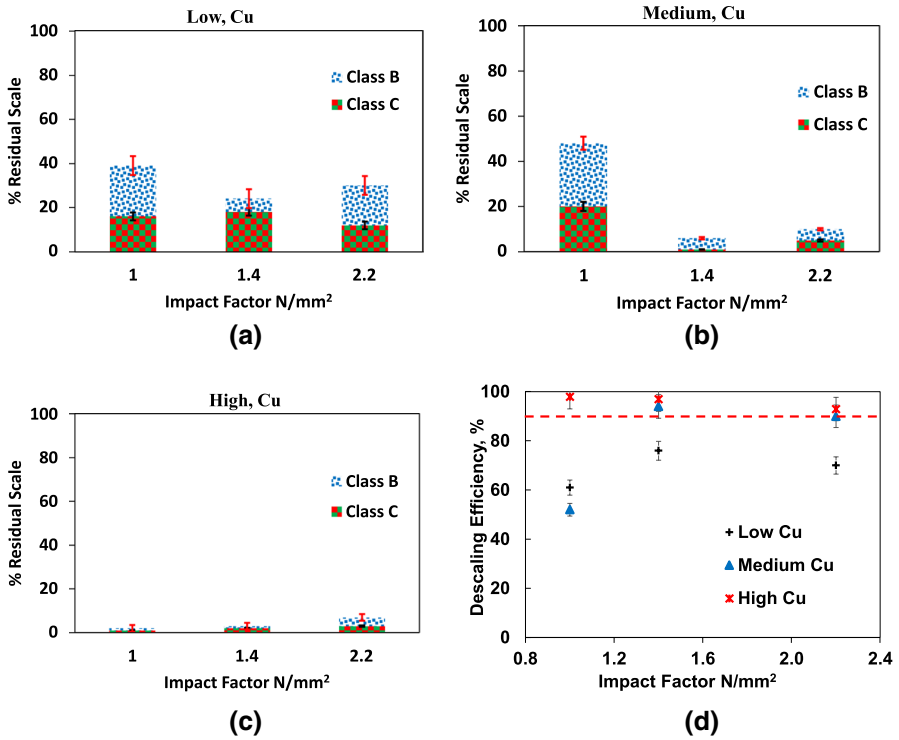 Low, Cu
100
80
60
40
20
0
% Residual Scale
Class B
Class C
1 1.4 2.2
Impact Factor N/mm²
(a)
Medium, Cu
100
80
60
40
20
0
% Residual Scale
Class B
Class C
1 1.4 2.2
Impact Factor N/mm²
(b)
High, Cu
100
80
60
40
20
0
% Residual Scale
Class B
Class C
1 1.4 2.2
Impact Factor N/mm²
(c)
100
80
60
40
20
0
Descaling Efficiency, %
Low Cu
Medium Cu
High Cu
0.8 1.2 1.6 2.0 2.4
Impact Factor N/mm²
(d)